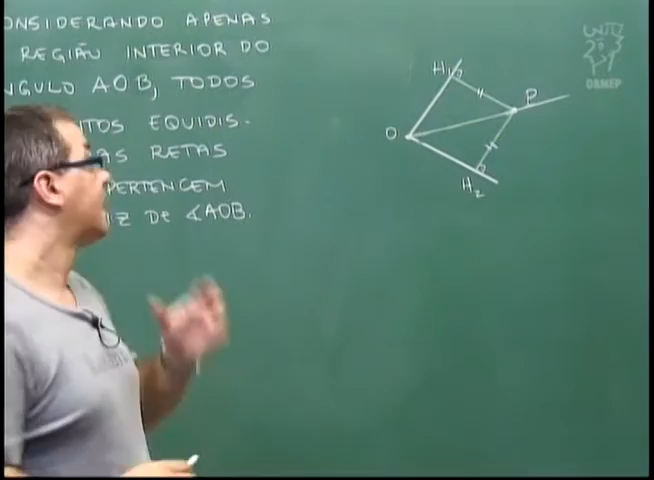 ONSIDERANDO APENAS
REGIÃO INTERIOR DO
NGULO AOB, TODOS
TOS EQUIDIS-
AS RETAS
PERTENCEM
IZ DE ∢AOB.
H₁
P
O
H₂
OBMEP